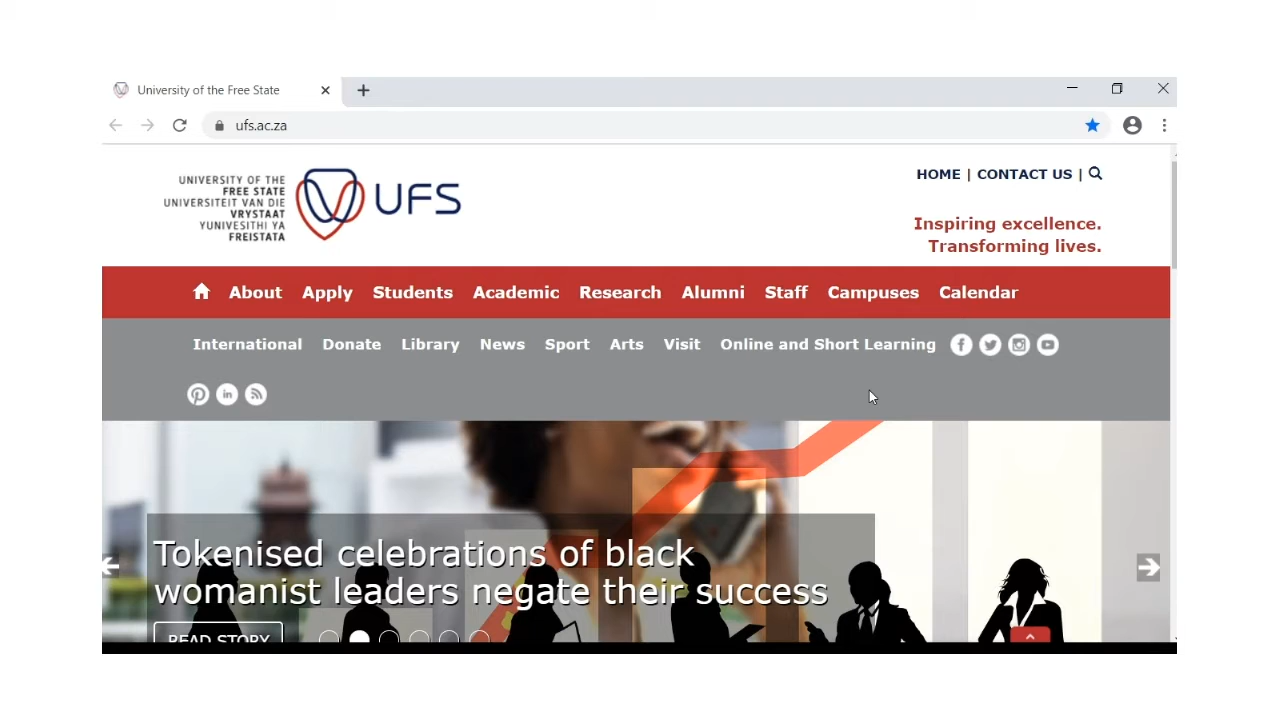 University of the Free State
ufs.ac.za
UNIVERSITY OF THE
FREE STATE
UNIVERSITEIT VAN DIE
VRYSTAAT
YUNIVESITHI YA
FREISTATA
UFS
HOME | CONTACT US |
Inspiring excellence.
Transforming lives.
About Apply Students Academic Research Alumni Staff Campuses Calendar
International Donate Library News Sport Arts Visit Online and Short Learning
Tokenised celebrations of black
womanist leaders negate their success
READ STORY